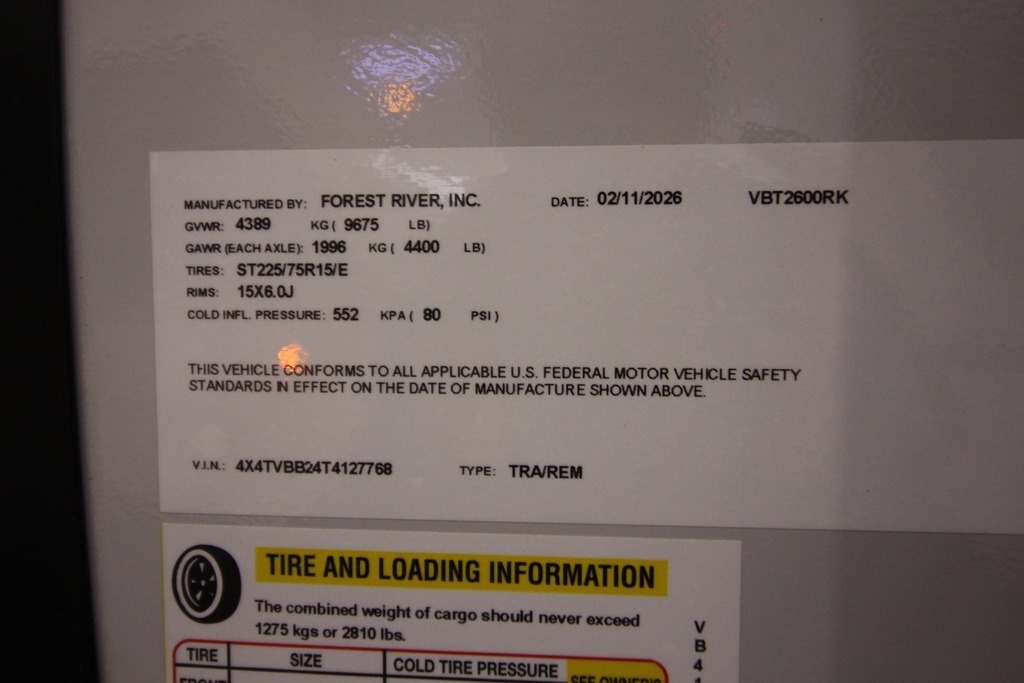 MANUFACTURED BY: FOREST RIVER, INC. DATE: 02/11/2026 VBT2600RK
GVWR: 4389 KG ( 9675 LB)
GAWR (EACH AXLE): 1996 KG ( 4400 LB)
TIRES: ST225/75R15/E
RIMS: 15X6.0J
COLD INFL. PRESSURE: 552 KPA ( 80 PSI )
THIS VEHICLE CONFORMS TO ALL APPLICABLE U.S. FEDERAL MOTOR VEHICLE SAFETY
STANDARDS IN EFFECT ON THE DATE OF MANUFACTURE SHOWN ABOVE.
V.I.N.: 4X4TVBB24T4127768 TYPE: TRA/REM
TIRE AND LOADING INFORMATION
The combined weight of cargo should never exceed
1275 kgs or 2810 lbs.
TIRE SIZE COLD TIRE PRESSURE SEE OWNER'S
FRONT
VB41